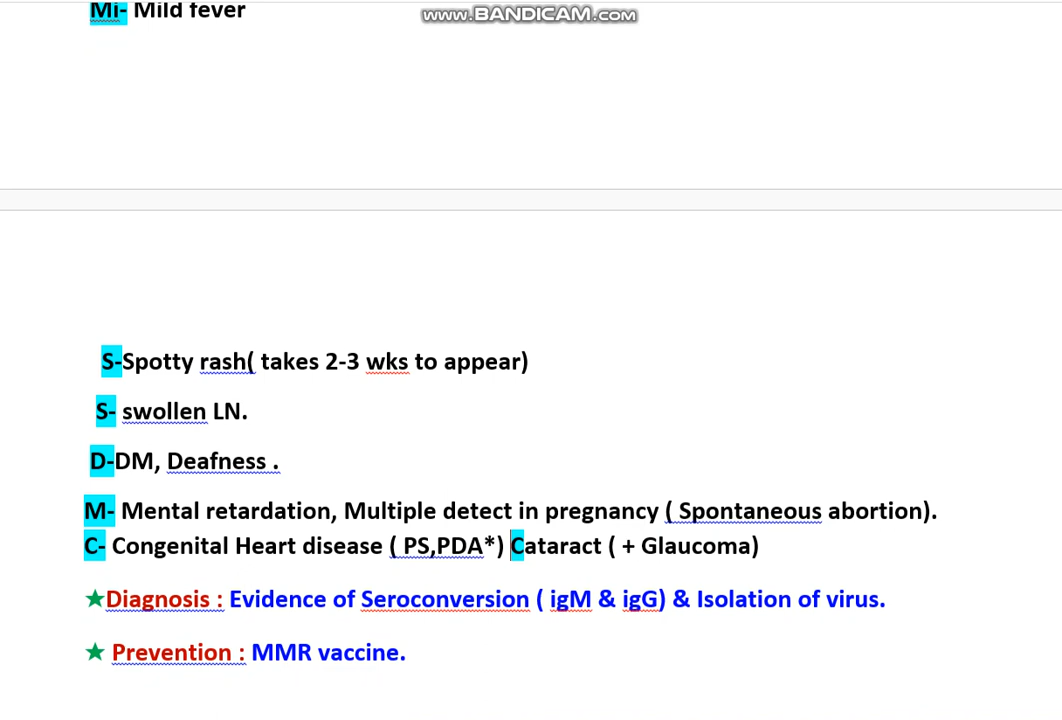 Mi- Mild fever
www.BANDICAM.com
S-Spotty rash( takes 2-3 wks to appear)
S- swollen LN.
D-DM, Deafness .
M- Mental retardation, Multiple detect in pregnancy ( Spontaneous abortion).
C- Congenital Heart disease ( PS,PDA*) Cataract ( + Glaucoma)
★Diagnosis : Evidence of Seroconversion ( igM & igG) & Isolation of virus.
★ Prevention : MMR vaccine.